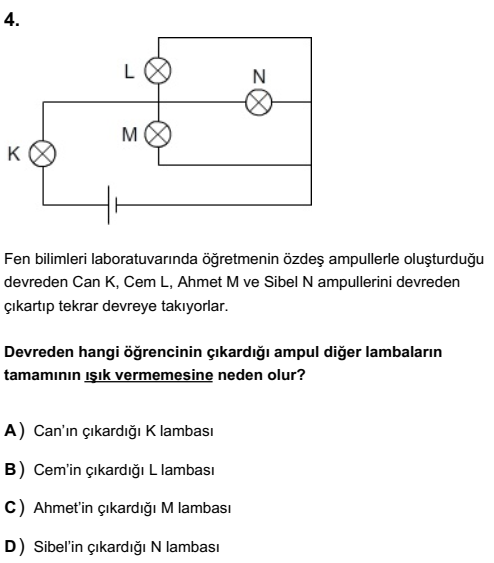 4.
L
N
M
K
Fen bilimleri laboratuvarında öğretmenin özdeş ampullerle oluşturduğu
devreden Can K, Cem L, Ahmet M ve Sibel N ampullerini devreden
çıkartıp tekrar devreye takıyorlar.
Devreden hangi öğrencinin çıkardığı ampul diğer lambaların
tamamının ışık vermemesine neden olur?
A) Can'ın çıkardığı K lambası
B) Cem'in çıkardığı L lambası
C) Ahmet'in çıkardığı M lambası
D) Sibel'in çıkardığı N lambası